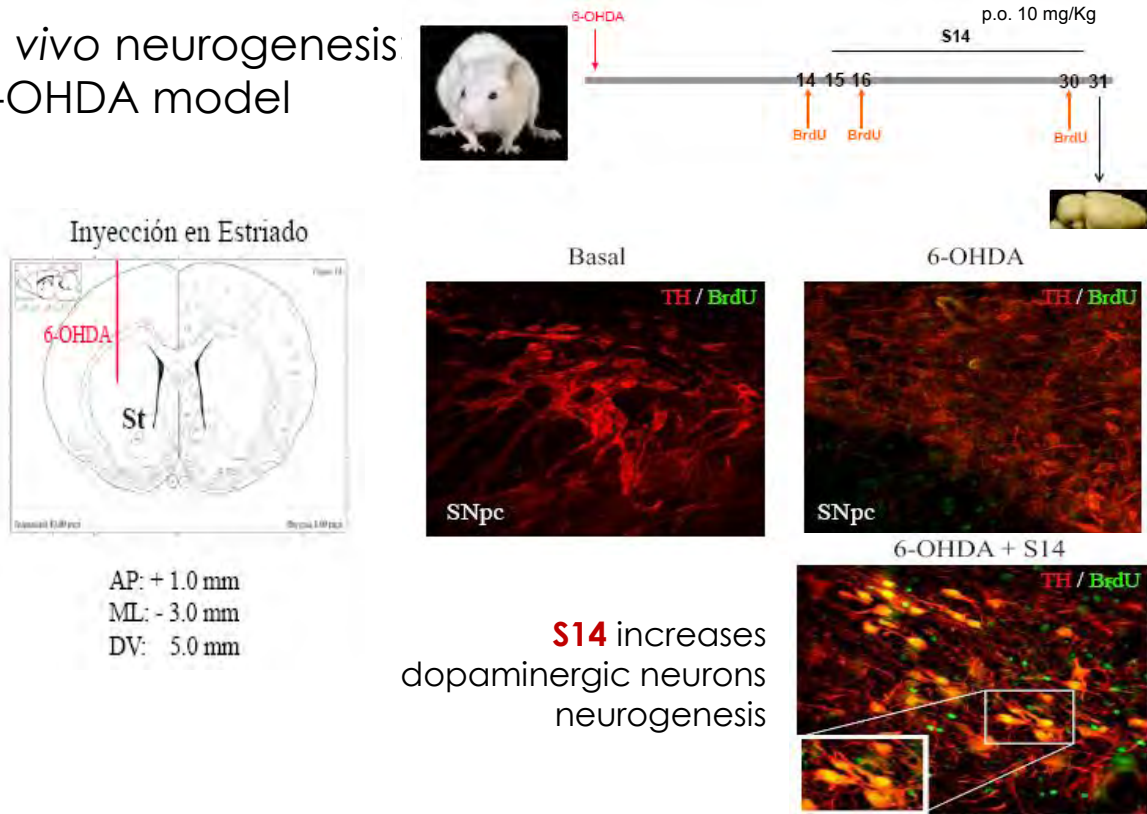 vivo neurogenesis:
-OHDA model
6-OHDA
p.o. 10 mg/Kg
S14
14 15 16 30 31
BrdU BrdU BrdU
Inyección en Estriado
6-OHDA
St
AP: + 1.0 mm
ML: - 3.0 mm
DV: 5.0 mm
Basal
TH / BrdU
SNpc
6-OHDA
TH / BrdU
SNpc
6-OHDA + S14
TH / BrdU
S14 increases
dopaminergic neurons
neurogenesis